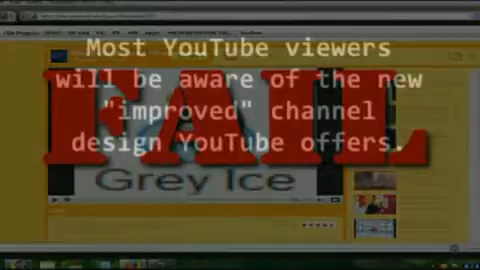 Most YouTube viewers
will be aware of the new
"improved" channel
design YouTube offers.
FAIL
Grey Ice